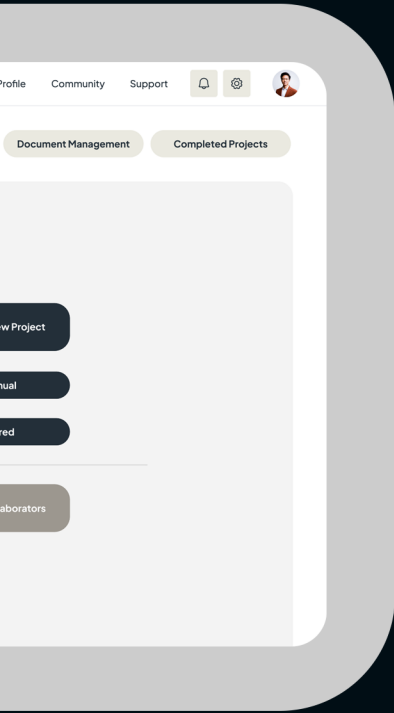 Profile Community Support
Document Management Completed Projects
ew Project
nual
red
aborators